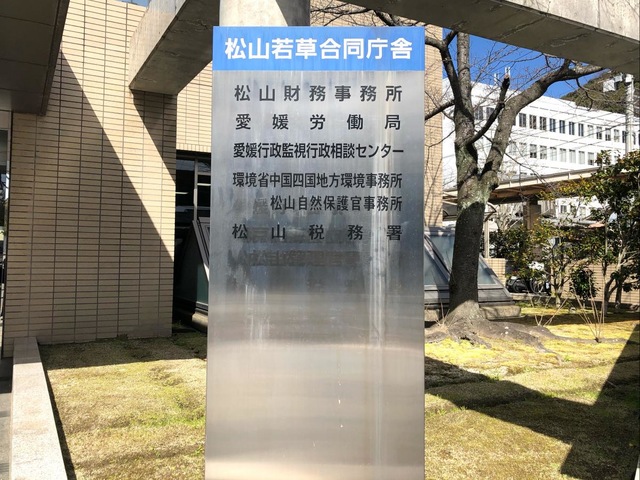 松山若草合同庁舎
松山財務事務所
愛媛労働局
愛媛行政監視行政相談センター
環境省中国四国地方環境事務所
松山自然保護官事務所
松山税務署